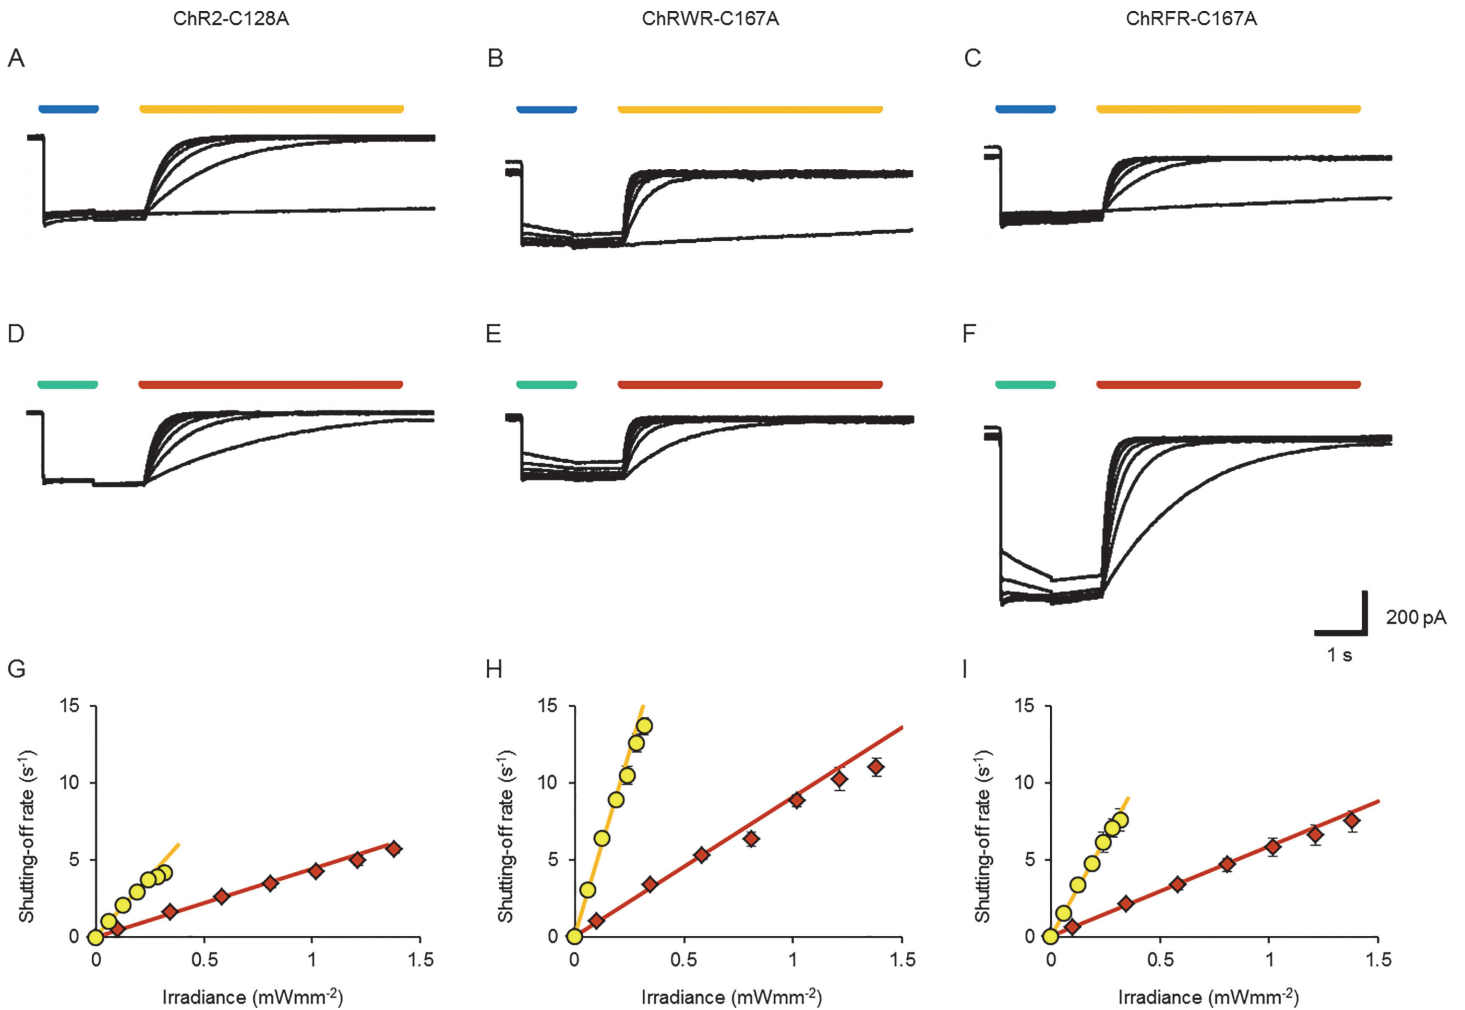 ChR2-C128A
ChRWR-C167A
ChRFR-C167A
A
B
C
D
E
F
200 pA
1 s
G
H
I
15
10
5
0
0
0.5
1
1.5
Shutting-off rate (s-1)
Irradiance (mWmm-2)
15
10
5
0
0
0.5
1
1.5
Shutting-off rate (s-1)
Irradiance (mWmm-2)
15
10
5
0
0
0.5
1
1.5
Shutting-off rate (s-1)
Irradiance (mWmm-2)